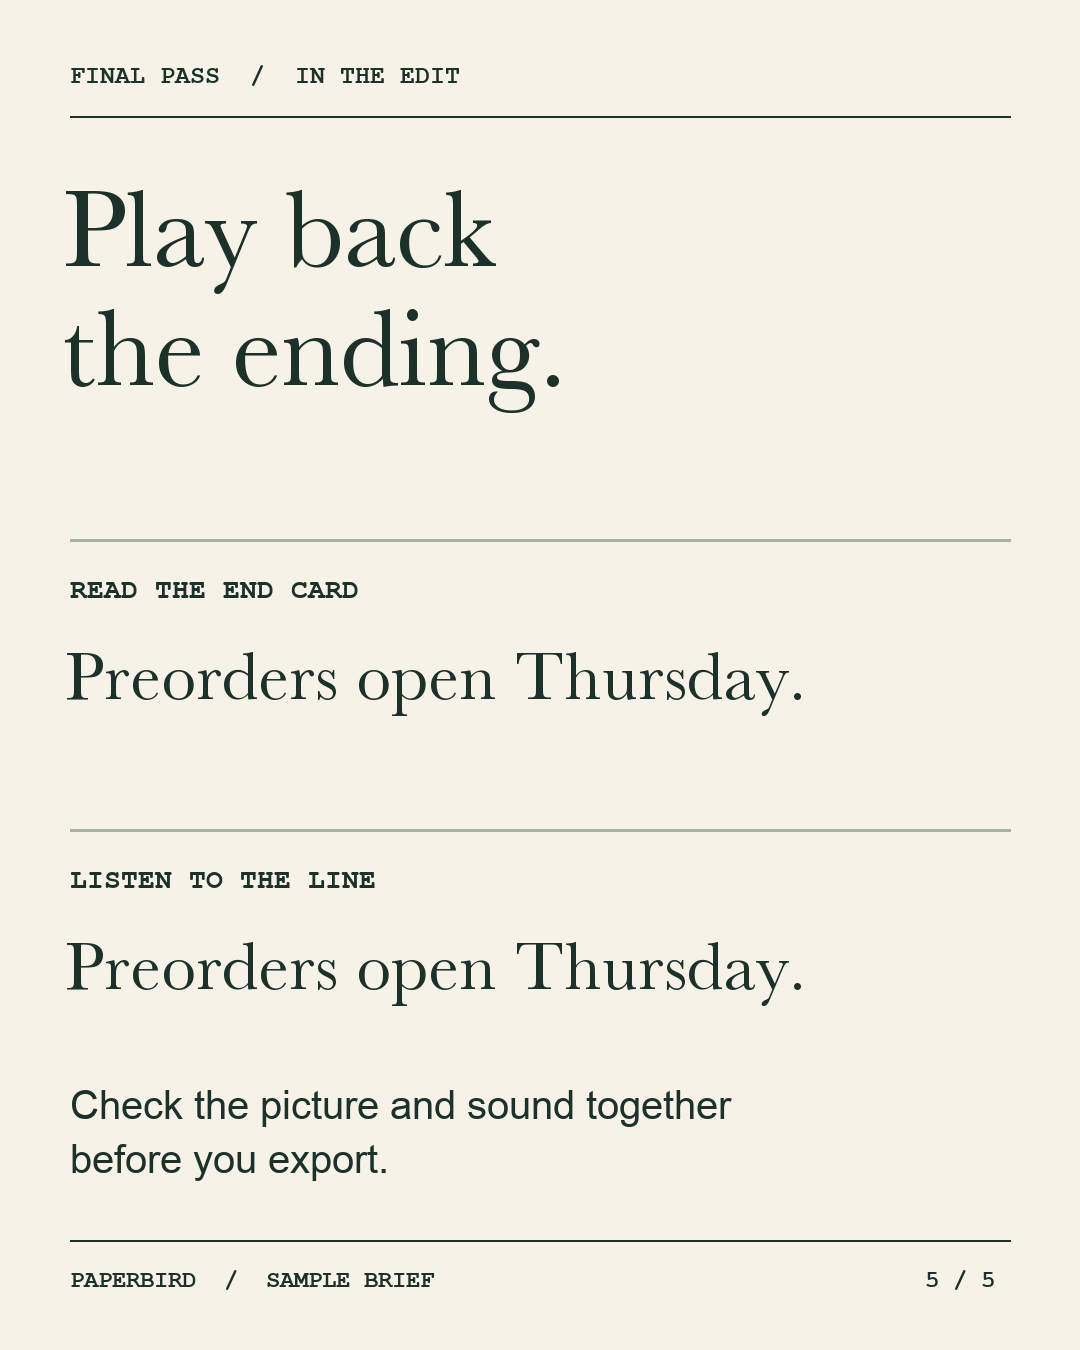 FINAL PASS / IN THE EDIT
Play back
the ending.
READ THE END CARD
Preorders open Thursday.
LISTEN TO THE LINE
Preorders open Thursday.
Check the picture and sound together
before you export.
PAPERBIRD / SAMPLE BRIEF 5 / 5